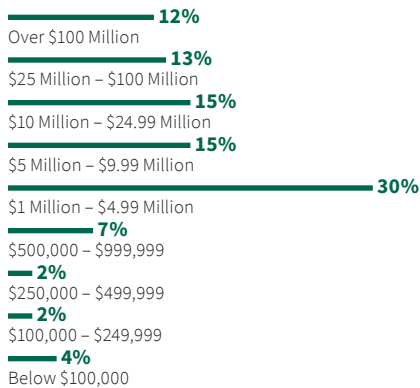 12%
Over $100 Million
13%
$25 Million – $100 Million
15%
$10 Million – $24.99 Million
15%
$5 Million – $9.99 Million
30%
$1 Million – $4.99 Million
7%
$500,000 – $999,999
2%
$250,000 – $499,999
2%
$100,000 – $249,999
4%
Below $100,000